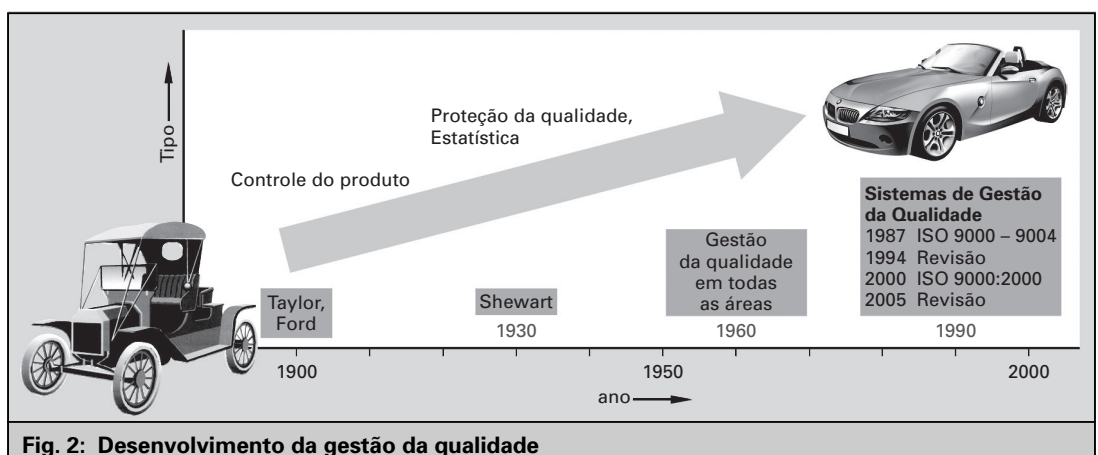 Tipo
Proteção da qualidade,
Estatística
Controle do produto
Sistemas de Gestão
da Qualidade
1987 ISO 9000 – 9004
1994 Revisão
2000 ISO 9000:2000
2005 Revisão
Gestão
da qualidade
em todas
as áreas
Taylor,
Ford
Shewart
1930
1960
1990
1900
1950
2000
ano
Fig. 2: Desenvolvimento da gestão da qualidade